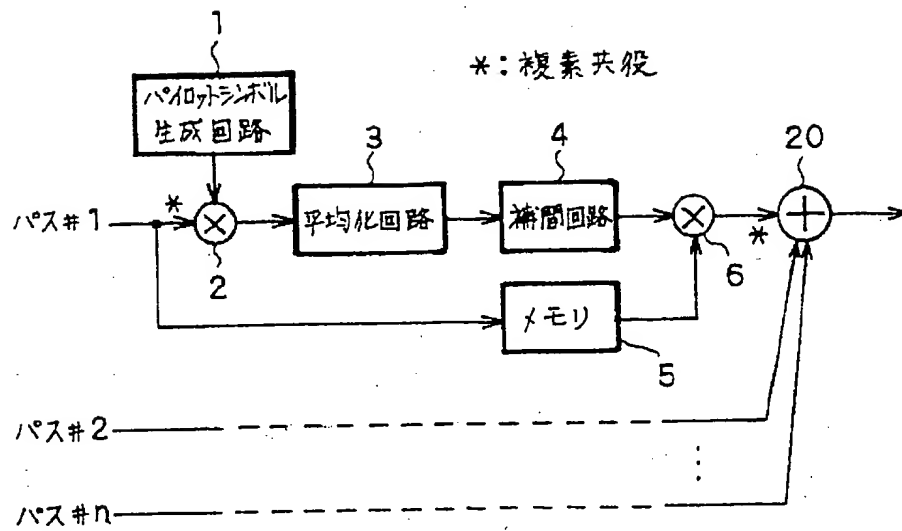 1
*:複素共役
パイロットシンボル
生成回路
3
4
20
*
パス#1
平均化回路
補間回路
*
2
6
メモリ
5
パス#2
パス#n